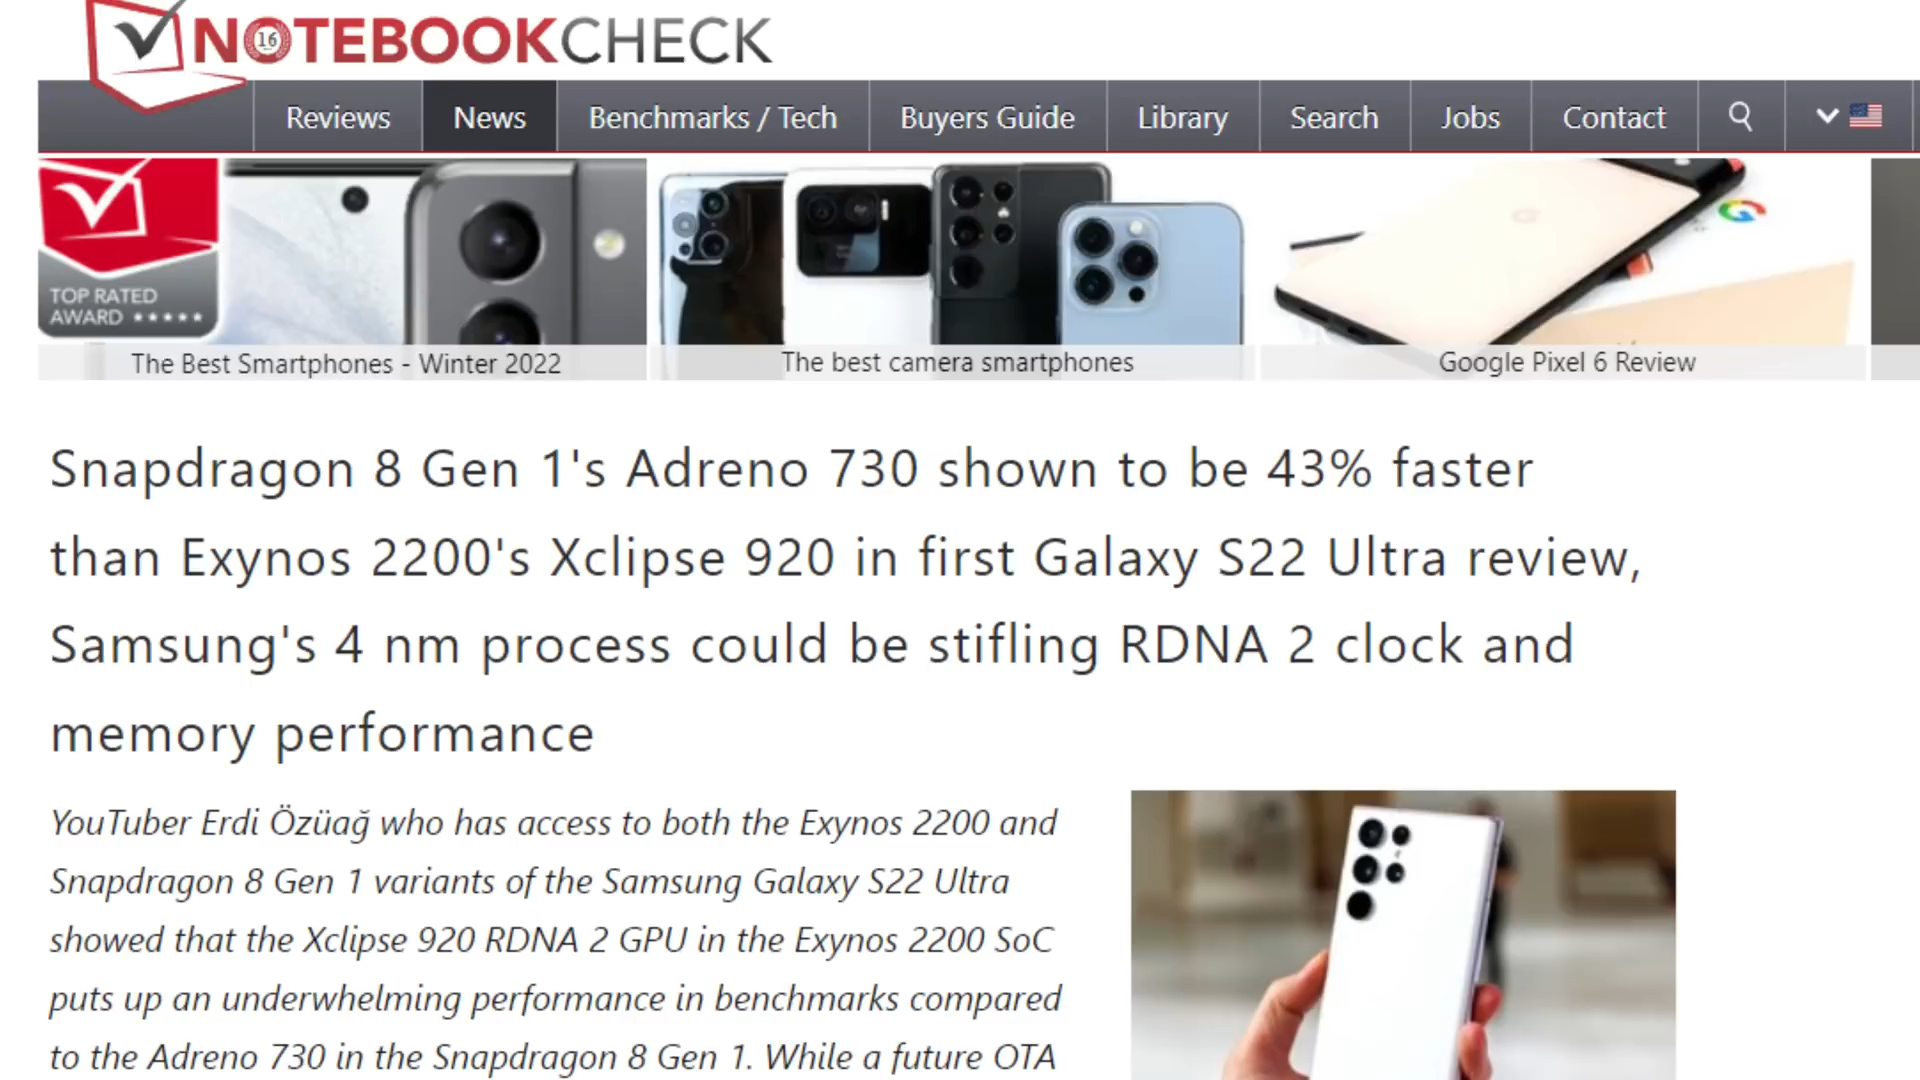 NOTEBOOKCHECK
16
Reviews News Benchmarks / Tech Buyers Guide Library Search Jobs Contact
TOP RATED
AWARD ★★★★★
The Best Smartphones - Winter 2022
The best camera smartphones
Google Pixel 6 Review
Snapdragon 8 Gen 1's Adreno 730 shown to be 43% faster
than Exynos 2200's Xclipse 920 in first Galaxy S22 Ultra review,
Samsung's 4 nm process could be stifling RDNA 2 clock and
memory performance
YouTuber Erdi Özüağ who has access to both the Exynos 2200 and
Snapdragon 8 Gen 1 variants of the Samsung Galaxy S22 Ultra
showed that the Xclipse 920 RDNA 2 GPU in the Exynos 2200 SoC
puts up an underwhelming performance in benchmarks compared
to the Adreno 730 in the Snapdragon 8 Gen 1. While a future OTA